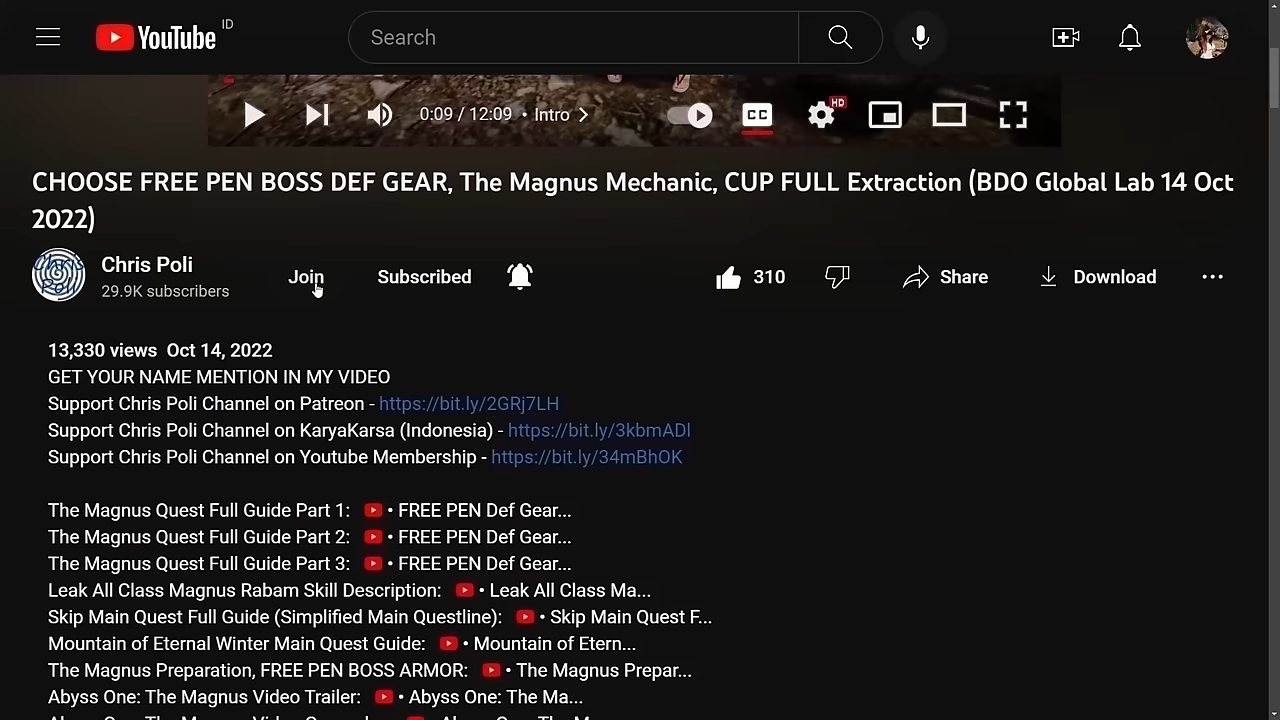 YouTube ID
Search
0:09 / 12:09 • Intro
CC
HD
CHOOSE FREE PEN BOSS DEF GEAR, The Magnus Mechanic, CUP FULL Extraction (BDO Global Lab 14 Oct
2022)
Chris Poli
29.9K subscribers
Join
Subscribed
310
Share
Download
13,330 views Oct 14, 2022
GET YOUR NAME MENTION IN MY VIDEO
Support Chris Poli Channel on Patreon - https://bit.ly/2GRj7LH
Support Chris Poli Channel on KaryaKarsa (Indonesia) - https://bit.ly/3kbmADl
Support Chris Poli Channel on Youtube Membership - https://bit.ly/34mBhOK
The Magnus Quest Full Guide Part 1: • FREE PEN Def Gear...
The Magnus Quest Full Guide Part 2: • FREE PEN Def Gear...
The Magnus Quest Full Guide Part 3: • FREE PEN Def Gear...
Leak All Class Magnus Rabam Skill Description: • Leak All Class Ma...
Skip Main Quest Full Guide (Simplified Main Questline): • Skip Main Quest F...
Mountain of Eternal Winter Main Quest Guide: • Mountain of Etern...
The Magnus Preparation, FREE PEN BOSS ARMOR: • The Magnus Prepar...
Abyss One: The Magnus Video Trailer: • Abyss One: The Ma...